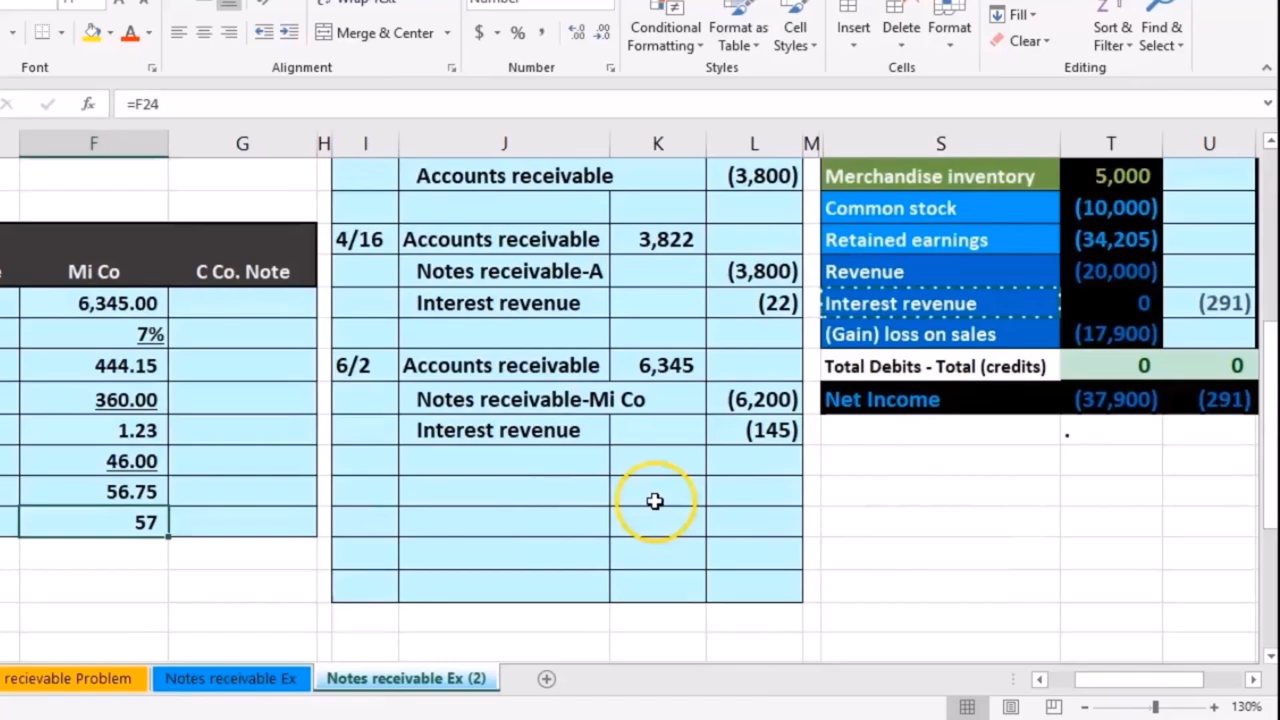 Merge & Center
$ % ,
Conditional Formatting
Format as Table
Cell Styles
Insert
Delete
Format
Fill
Clear
Sort & Filter
Find & Select
Font
Alignment
Number
Styles
Cells
Editing
fx =F24
F G H I J K L M S T U
Accounts receivable (3,800) Merchandise inventory 5,000
Common stock (10,000)
4/16 Accounts receivable 3,822 Retained earnings (34,205)
Mi Co C Co. Note Notes receivable-A (3,800) Revenue (20,000)
6,345.00 Interest revenue (22) Interest revenue 0 (291)
7% (Gain) loss on sales (17,900)
444.15 6/2 Accounts receivable 6,345 Total Debits - Total (credits) 0 0
360.00 Notes receivable-Mi Co (6,200) Net Income (37,900) (291)
1.23 Interest revenue (145) .
46.00
56.75
57
recievable Problem Notes receivable Ex Notes receivable Ex (2)
130%